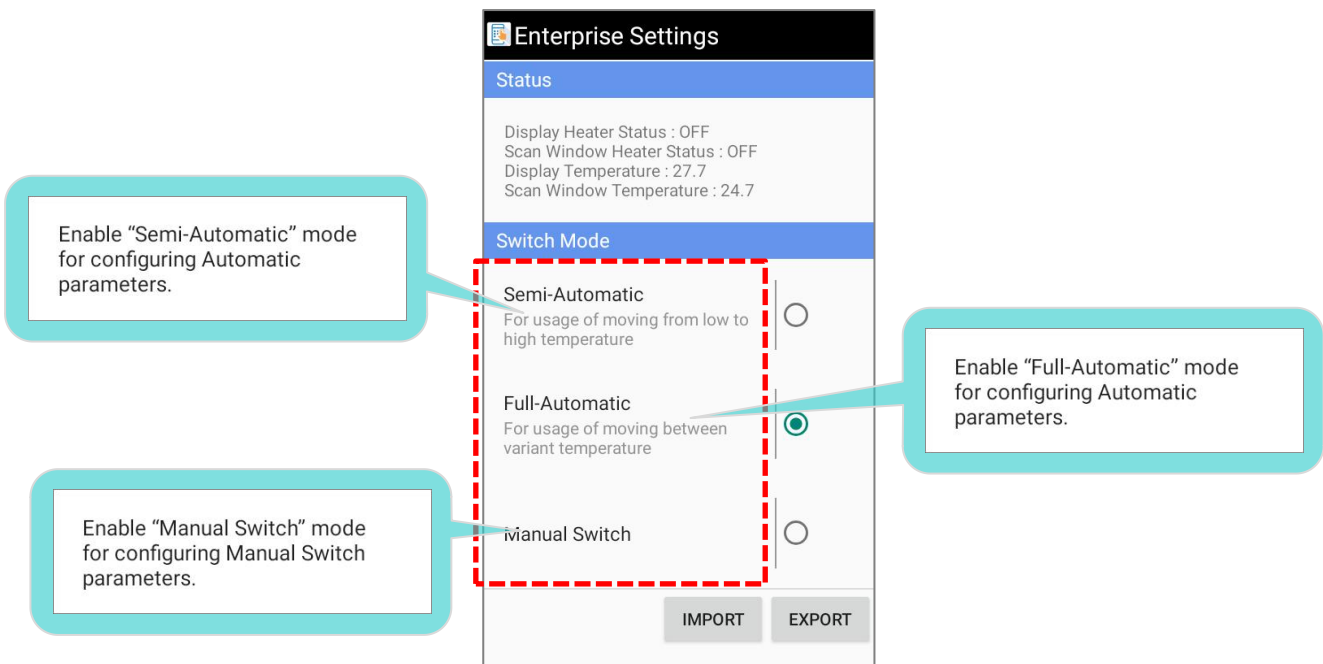 Enterprise Settings
Status
Display Heater Status : OFF
Scan Window Heater Status : OFF
Display Temperature : 27.7
Scan Window Temperature : 24.7
Switch Mode
Semi-Automatic
For usage of moving from low to
high temperature
Full-Automatic
For usage of moving between
variant temperature
Manual Switch
IMPORT
EXPORT
Enable “Semi-Automatic” mode
for configuring Automatic
parameters.
Enable “Full-Automatic” mode
for configuring Automatic
parameters.
Enable “Manual Switch” mode
for configuring Manual Switch
parameters.